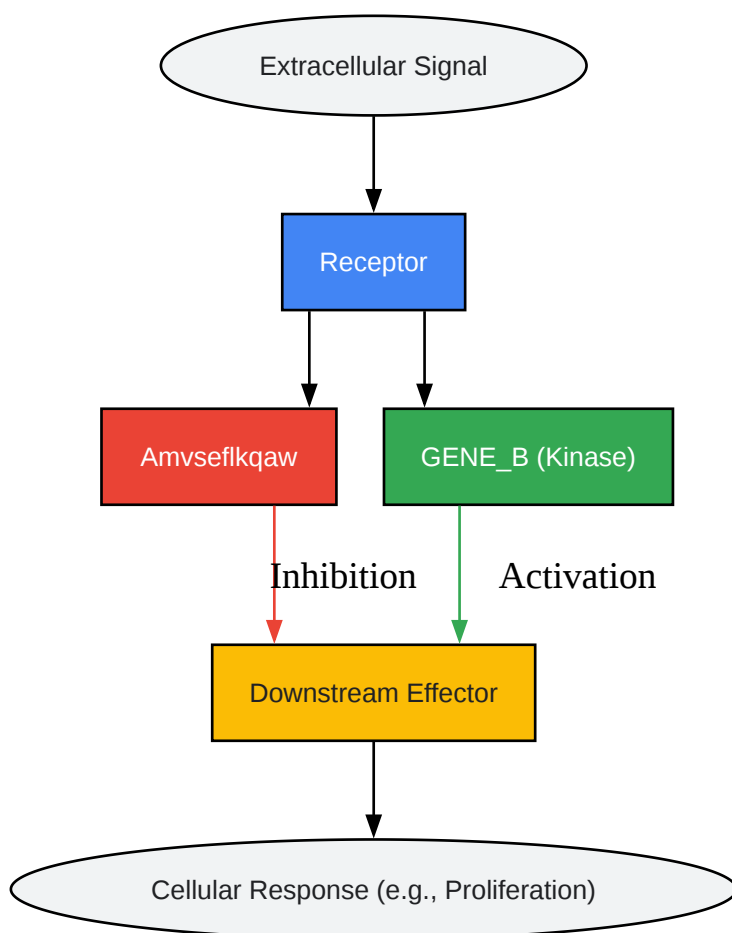 Extracellular Signal
Receptor
Amvseflkqaw
GENE_B (Kinase)
Inhibition
Activation
Downstream Effector
Cellular Response (e.g., Proliferation)